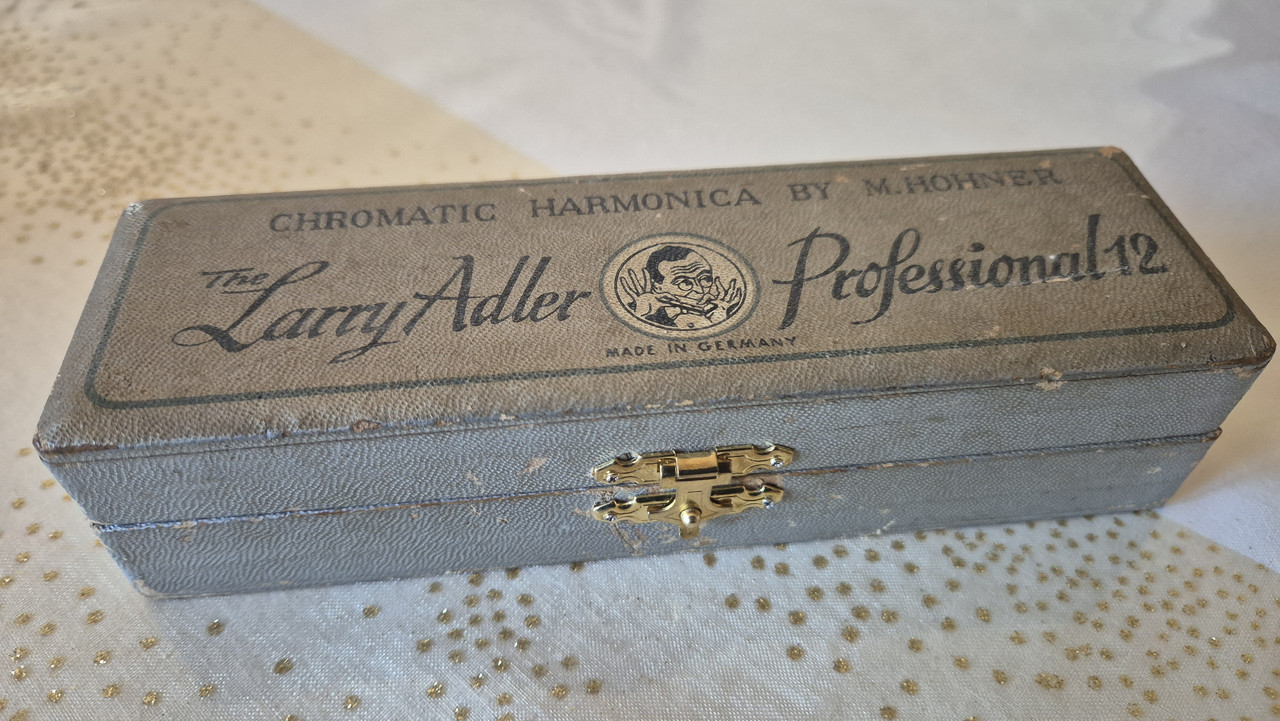 CHROMATIC HARMONICA BY M.HOHNER
The Larry Adler Professional 12
MADE IN GERMANY